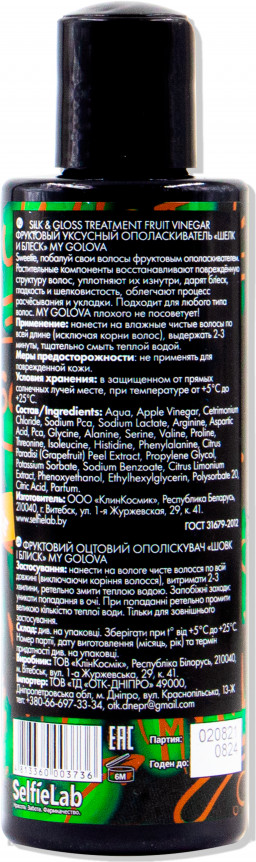 SILK & GLOSS TREATMENT FRUIT VINEGAR
ФРУКТОВЫЙ УКСУСНЫЙ ОПОЛАСКИВАТЕЛЬ «ШЕЛК
И БЛЕСК» MY GOLOVA
Sweetie, побалуй свои волосы фруктовым ополаскивателем.
Растительные компоненты восстанавливают повреждённую
структуру волос, уплотняют их изнутри, дарят блеск,
гладкость и шелковистость, облегчают процесс
расчёсывания и укладки. Подходит для любого типа
волос. MY GOLOVA плохого не посоветует!
Применение: нанести на влажные чистые волосы по
всей длине (исключая корни волос), выдержать 2-3
минуты, тщательно смыть теплой водой.
Меры предосторожности: не применять для
повреждённой кожи.
Условия хранения: в защищенном от прямых
солнечных лучей месте, при температуре от +5°С до
+25°С.
Состав/Ingredients: Aqua, Apple Vinegar, Cetrimonium
Chloride, Sodium Pca, Sodium Lactate, Arginine, Aspartic
Acid, Pca, Glycine, Alanine, Serine, Valine, Proline,
Threonine, Isoleucine, Histidine, Phenylalanine, Citrus
Paradisi (Grapefruit) Peel Extract, Propylene Glycol,
Potassium Sorbate, Sodium Benzoate, Citrus Limonium
Extract, Phenoxyethanol, Ethylhexylglycerin, Polysorbate 20,
Citric Acid, Parfum.
Изготовитель: ООО «КлинКосмик», Республика Беларусь,
210040, г. Витебск, ул. 1-я Журжевская, 29, к. 41.
www.selfielab.by
ГОСТ 31679-2012
ФРУКТОВИЙ ОЦТОВИЙ ОПОЛІСКУВАЧ «ШОВК
І БЛИСК» MY GOLOVA
Застосування: нанести на вологе чисте волосся по всій
довжині (виключаючи коріння волосся), витримати 2-3
хвилини, ретельно змити теплою водою. Запобіжні заходи:
уникати попадання в очі. При попаданні ретельно промити
великою кількістю теплої води. Тільки для зовнішнього
застосування.
Склад: див. на упаковці. Зберігати при t° від +5°С до +25°С
Номер партії, дату виготовлення (місяць, рік) та термін
придатності див. на упаковці.
Виробник: ТОВ «КлінКосмік», Республіка Білорусь, 210040,
м. Вітебськ, вул. 1-а Журжевська, 29, к. 41.
Імпортер: ТОВ «ТД «ОТК-ДНІПРО» 49040,
Дніпропетровська обл., м. Дніпро, вул. Краснопільська, 13-Ж
тел.: +380-66-697-33-34, otk.dnepr@gmail.com
4813360003736
EAC
6М
Партия:
Годен до:
020821
0824
SelfieLab
Красота. Забота. Фармачество.